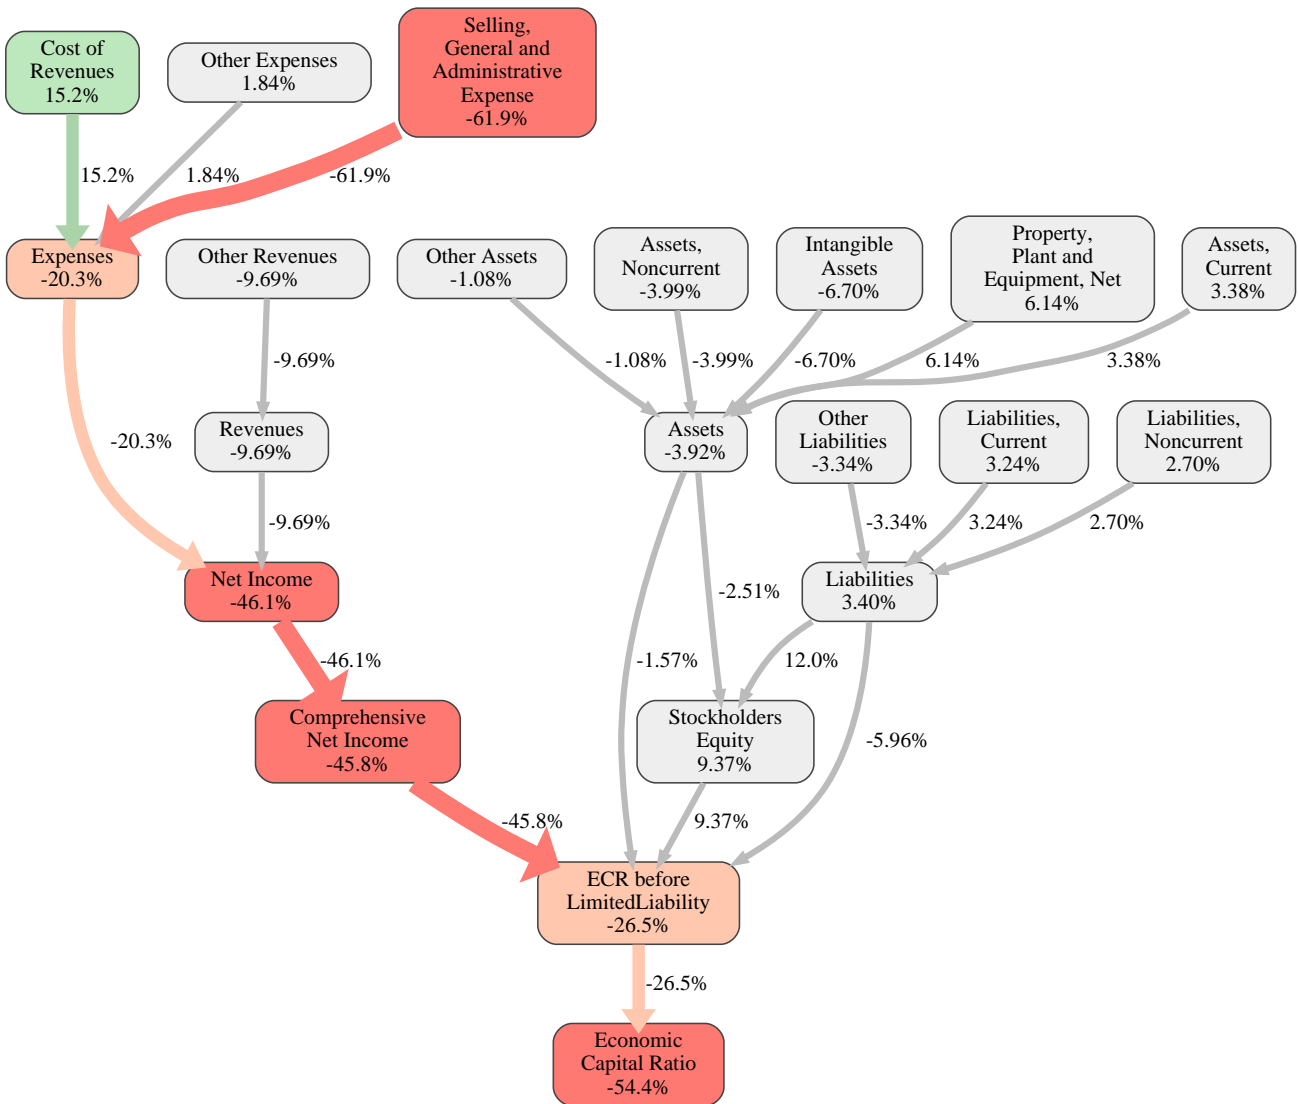 Cost of
Revenues
15.2%
Other Expenses
1.84%
Selling,
General and
Administrative
Expense
-61.9%
15.2%
1.84%
-61.9%
Expenses
-20.3%
Other Revenues
-9.69%
Other Assets
-1.08%
Assets,
Noncurrent
-3.99%
Intangible
Assets
-6.70%
Property,
Plant and
Equipment, Net
6.14%
Assets,
Current
3.38%
-9.69%
-1.08%
-3.99%
-6.70%
6.14%
3.38%
-20.3%
Revenues
-9.69%
Assets
-3.92%
Other
Liabilities
-3.34%
Liabilities,
Current
3.24%
Liabilities,
Noncurrent
2.70%
-9.69%
-3.34%
3.24%
2.70%
Net Income
-46.1%
-2.51%
Liabilities
3.40%
-46.1%
-1.57%
12.0%
Comprehensive
Net Income
-45.8%
Stockholders
Equity
9.37%
-5.96%
-45.8%
9.37%
ECR before
LimitedLiability
-26.5%
-26.5%
Economic
Capital Ratio
-54.4%